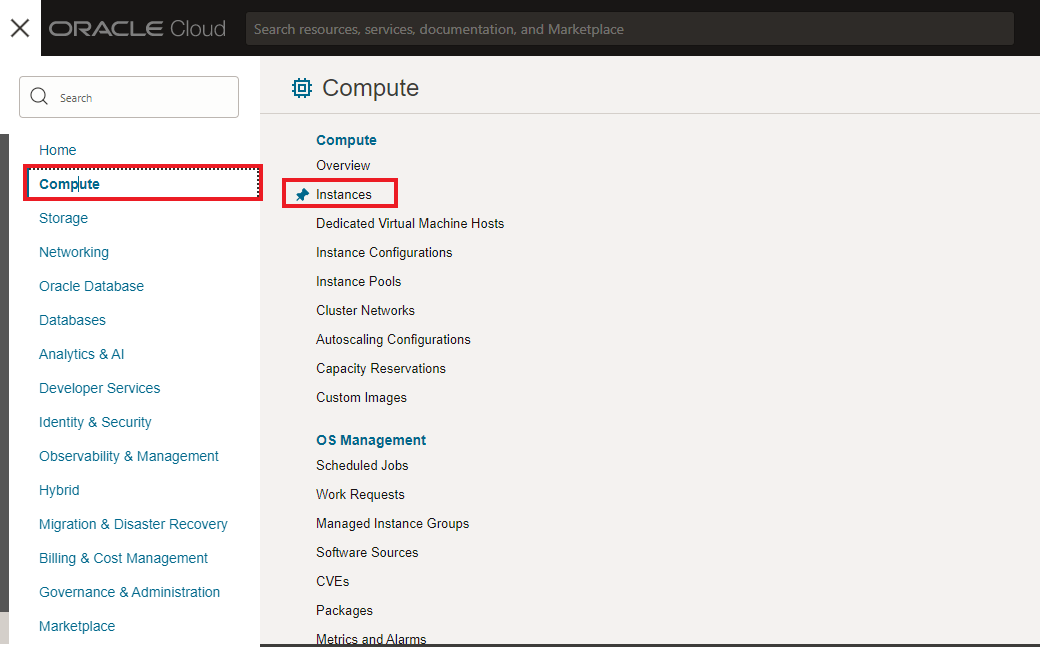 ORACLE Cloud
Search resources, services, documentation, and Marketplace
Search
Home
Compute
Storage
Networking
Oracle Database
Databases
Analytics & AI
Developer Services
Identity & Security
Observability & Management
Hybrid
Migration & Disaster Recovery
Billing & Cost Management
Governance & Administration
Marketplace
Compute
Compute
Overview
Instances
Dedicated Virtual Machine Hosts
Instance Configurations
Instance Pools
Cluster Networks
Autoscaling Configurations
Capacity Reservations
Custom Images
OS Management
Scheduled Jobs
Work Requests
Managed Instance Groups
Software Sources
CVEs
Packages
Metrics and Alarms